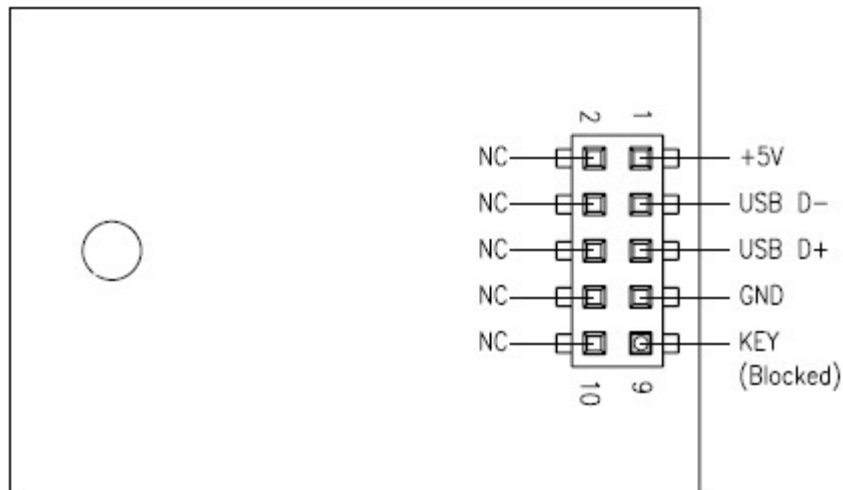 2 1
NC +5V
NC USB D-
NC USB D+
NC GND
NC KEY
(Blocked)
10 9